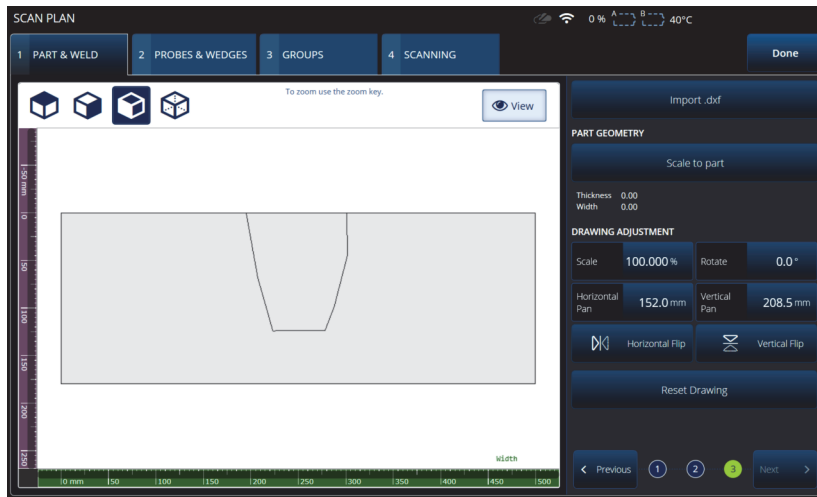 SCAN PLAN
0 % A B 40°C
1 PART & WELD
2 PROBES & WEDGES
3 GROUPS
4 SCANNING
Done
To zoom use the zoom key.
View
Import .dxf
PART GEOMETRY
Scale to part
Thickness 0.00
Width 0.00
DRAWING ADJUSTMENT
Scale 100.000 %
Rotate 0.0 °
Horizontal Pan 152.0 mm
Vertical Pan 208.5 mm
Horizontal Flip
Vertical Flip
Reset Drawing
Previous
1 2 3
Next
|-50 mm
|0
|50
|100
|150
|200
|250
Width
|0 mm |50 |100 |150 |200 |250 |300 |350 |400 |450 |500